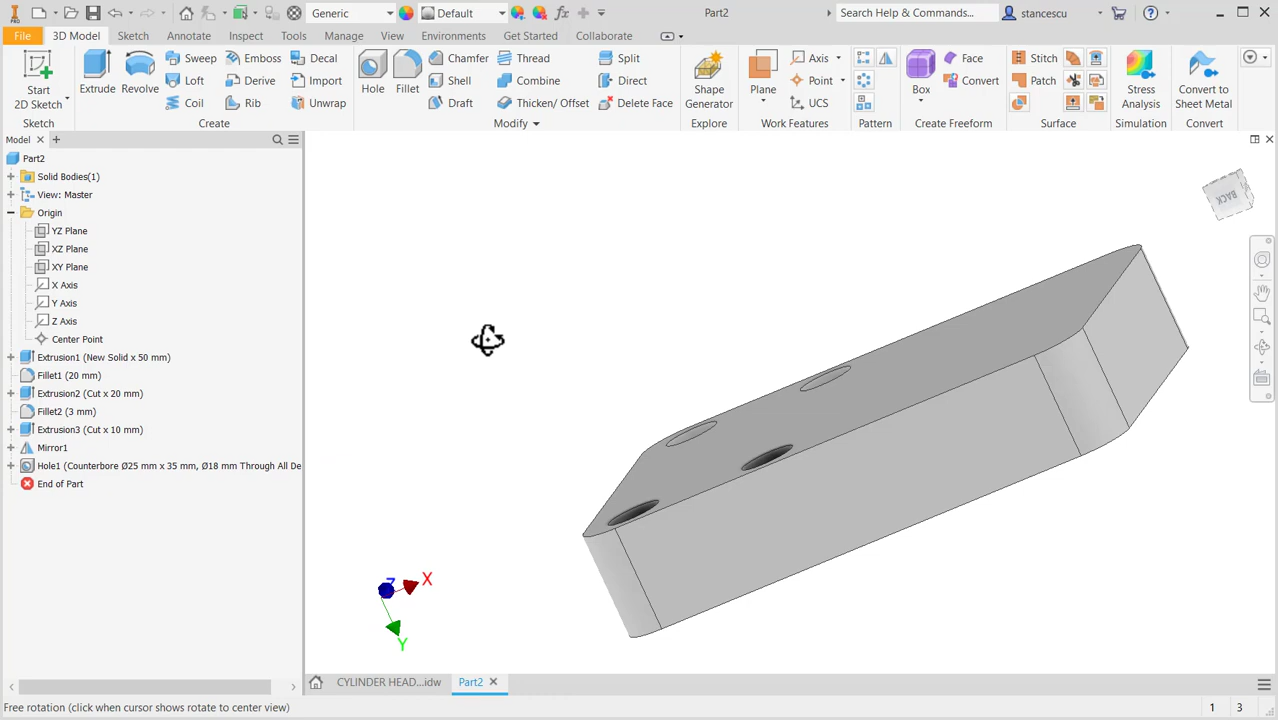 PRO
Generic
Default
fx
Part2
Search Help & Commands...
stancescu
File
3D Model
Sketch
Annotate
Inspect
Tools
Manage
View
Environments
Get Started
Collaborate
Start
2D Sketch
Extrude
Revolve
Sweep
Emboss
Decal
Loft
Derive
Import
Coil
Rib
Unwrap
Hole
Fillet
Chamfer
Thread
Split
Shell
Combine
Direct
Draft
Thicken/ Offset
Delete Face
Shape
Generator
Plane
Axis
Point
UCS
Box
Face
Convert
Stitch
Patch
Stress
Analysis
Convert to
Sheet Metal
Sketch
Create
Modify
Explore
Work Features
Pattern
Create Freeform
Surface
Simulation
Convert
Model
Part2
Solid Bodies(1)
View: Master
Origin
YZ Plane
XZ Plane
XY Plane
X Axis
Y Axis
Z Axis
Center Point
Extrusion1 (New Solid x 50 mm)
Fillet1 (20 mm)
Extrusion2 (Cut x 20 mm)
Fillet2 (3 mm)
Extrusion3 (Cut x 10 mm)
Mirror1
Hole1 (Counterbore Ø25 mm x 35 mm, Ø18 mm Through All De
End of Part
BACK
Z
X
Y
CYLINDER HEAD...idw
Part2
Free rotation (click when cursor shows rotate to center view)
1
3